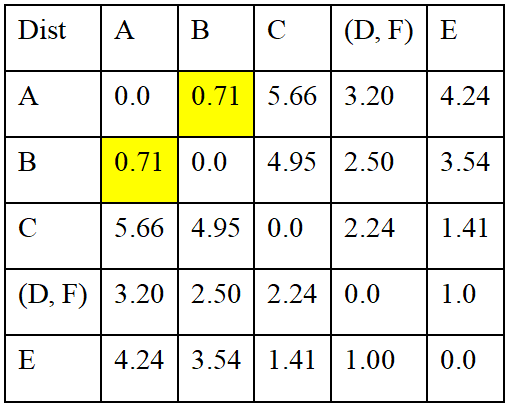 Dist A B C (D, F) E
A 0.0 0.71 5.66 3.20 4.24
B 0.71 0.0 4.95 2.50 3.54
C 5.66 4.95 0.0 2.24 1.41
(D, F) 3.20 2.50 2.24 0.0 1.0
E 4.24 3.54 1.41 1.00 0.0